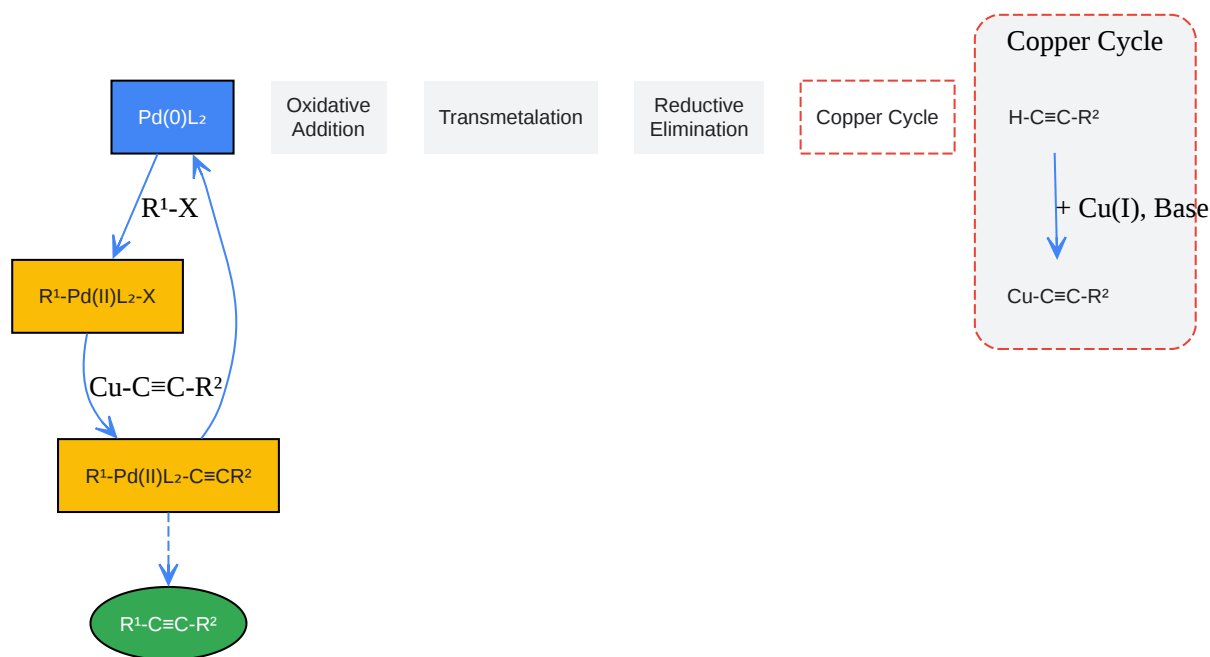 Copper Cycle
Pd(0)L₂
Oxidative
Addition
Transmetalation
Reductive
Elimination
Copper Cycle
H-C≡C-R²
R¹-X
+ Cu(I), Base
R¹-Pd(II)L₂-X
Cu-C≡C-R²
Cu-C≡C-R²
R¹-Pd(II)L₂-C≡CR²
R¹-C≡C-R²